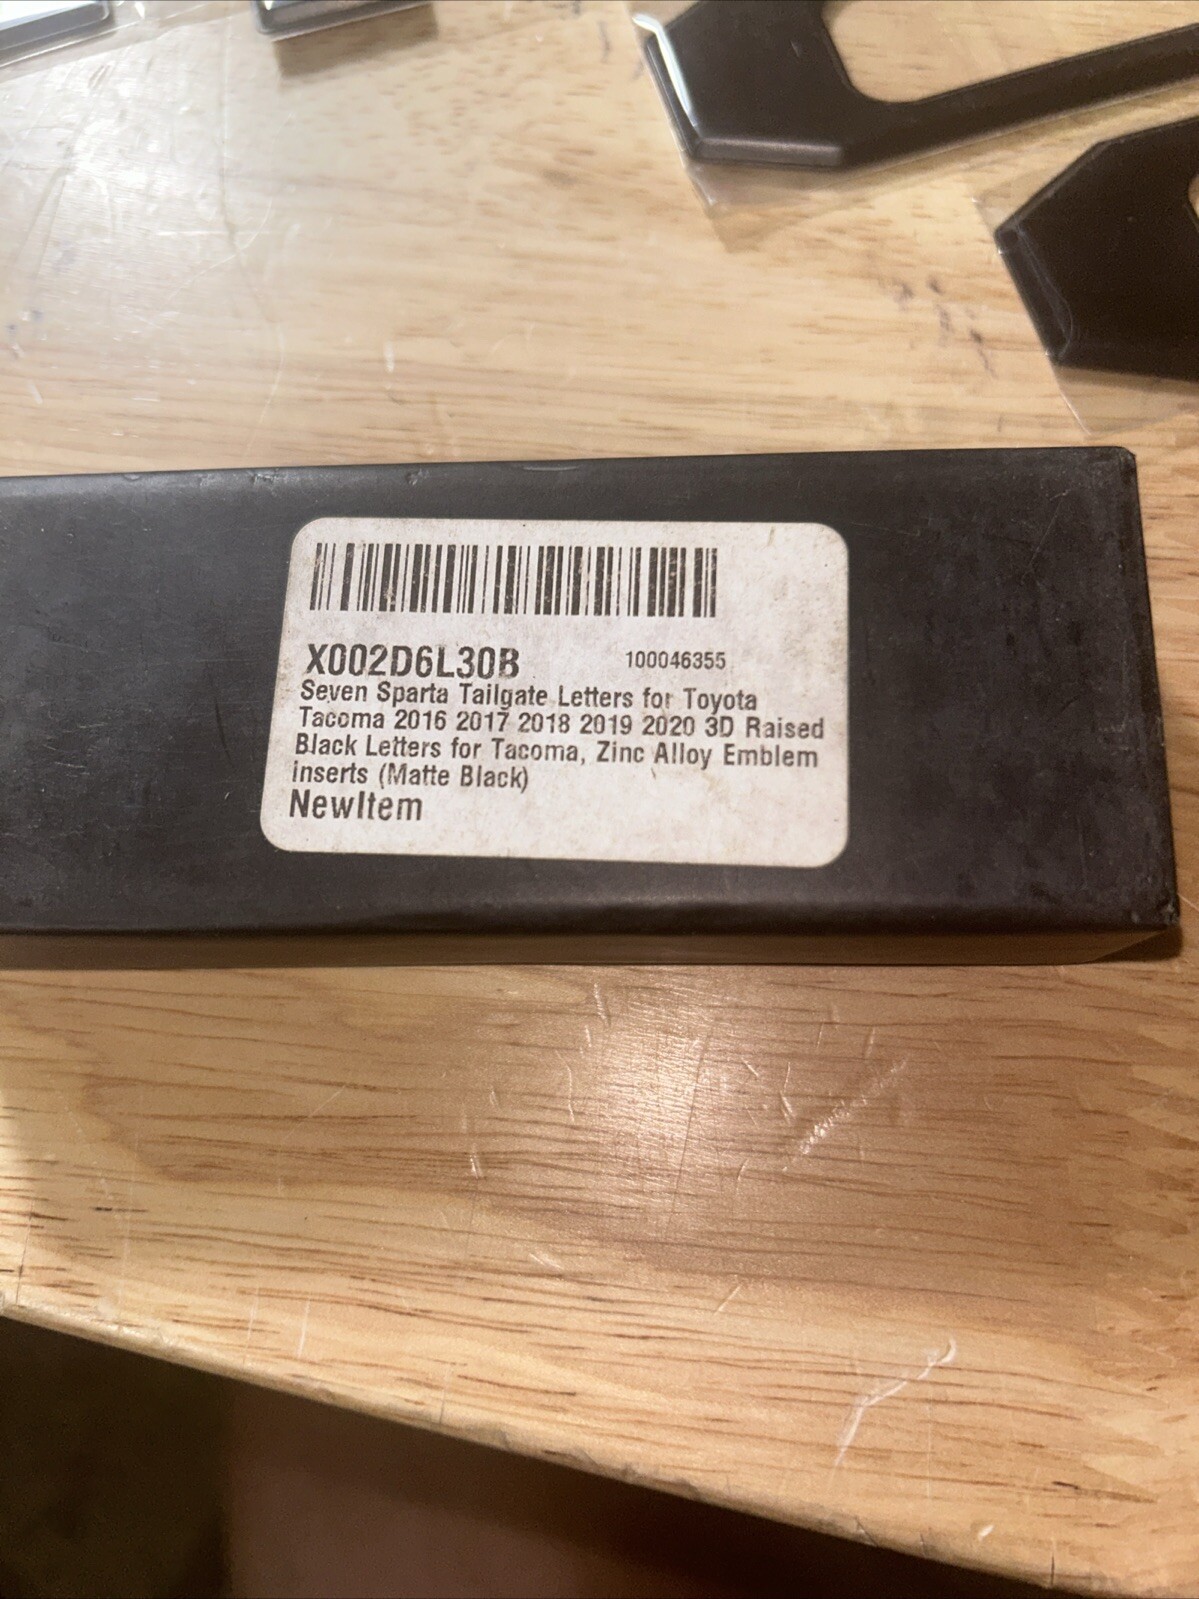 X002D6L30B 100046355
Seven Sparta Tailgate Letters for Toyota
Tacoma 2016 2017 2018 2019 2020 3D Raised
Black Letters for Tacoma, Zinc Alloy Emblem
inserts (Matte Black)
NewItem